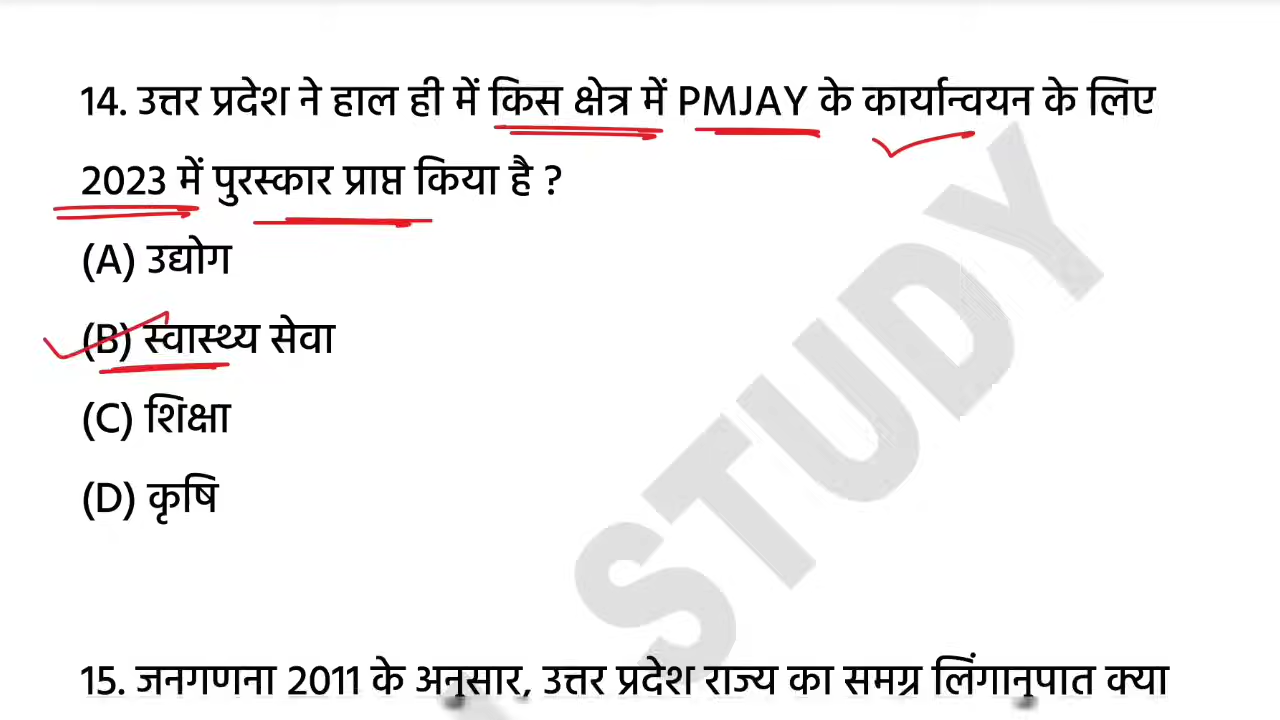 14. उत्तर प्रदेश ने हाल ही में किस क्षेत्र में PMJAY के कार्यान्वयन के लिए
2023 में पुरस्कार प्राप्त किया है ?
(A) उद्योग
(B) स्वास्थ्य सेवा
(C) शिक्षा
(D) कृषि
STUDY
15. जनगणना 2011 के अनुसार, उत्तर प्रदेश राज्य का समग्र लिंगानुपात क्या